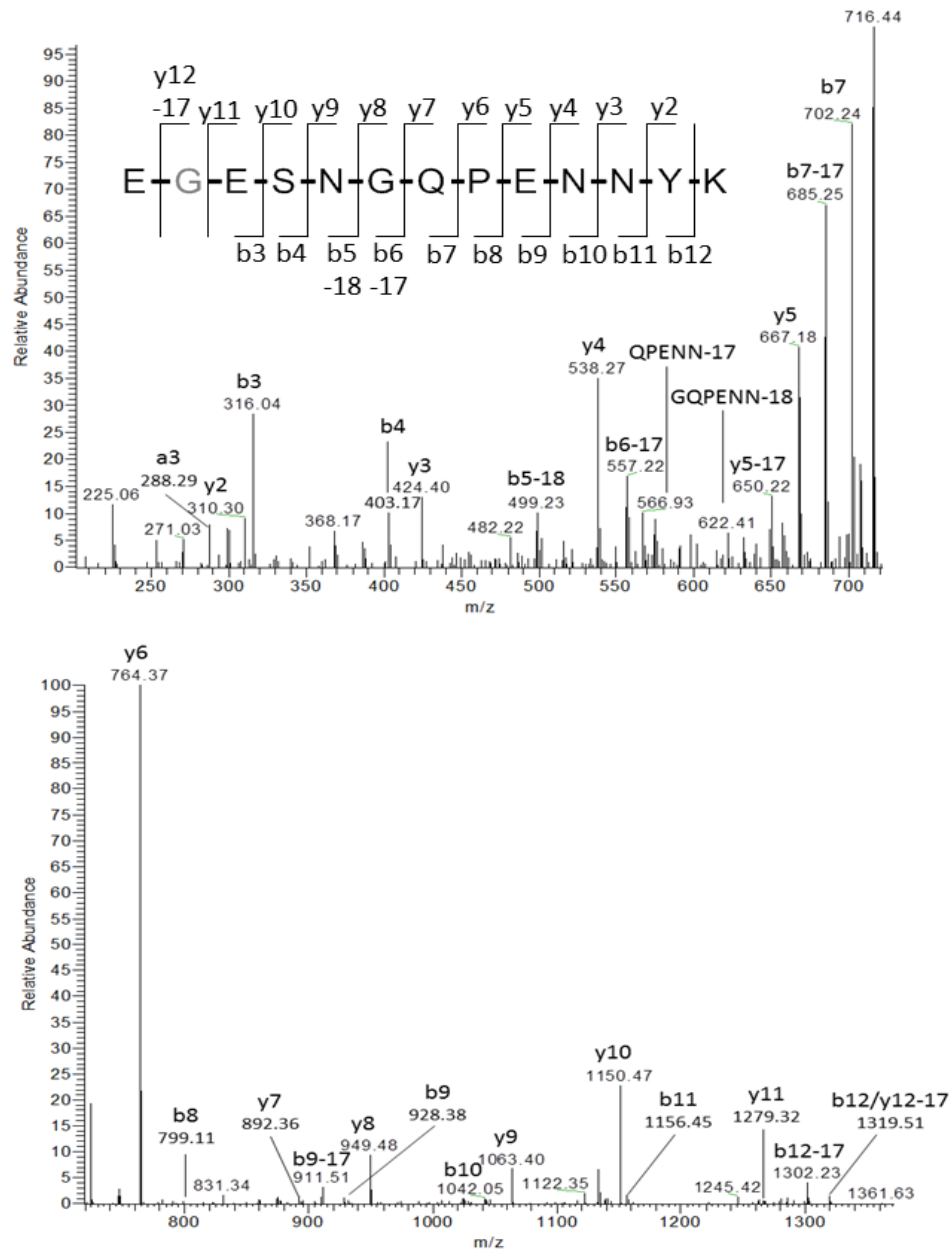 716.44
95
90
85
80
75
70
65
60
55
50
45
40
35
30
25
20
15
10
5
0
Relative Abundance
y12
-17 y11 y10 y9 y8 y7 y6 y5 y4 y3 y2
E-G-E-S-N-G-Q-P-E-N-N-Y-K
b3 b4 b5 b6 b7 b8 b9 b10 b11 b12
-18 -17
b7
702.24
b7-17
685.25
y5
667.18
y4
538.27
QPENN-17
GQPENN-18
b3
316.04
a3
288.29
y2
310.30
b4
403.17
y3
424.40
b5-18
499.23
b6-17
557.22
566.93
y5-17
650.22
622.41
225.06
271.03
368.17
482.22
250 300 350 400 450 500 550 600 650 700
m/z
y6
764.37
100
95
90
85
80
75
70
65
60
55
50
45
40
35
30
25
20
15
10
5
0
Relative Abundance
b8
799.11
831.34
y7
892.36
b9-17
911.51
y8
949.48
b9
928.38
b10
1042.05
y9
1063.40
1122.35
y10
1150.47
b11
1156.45
1245.42
y11
1279.32
b12-17
1302.23
b12/y12-17
1319.51
1361.63
800 900 1000 1100 1200 1300
m/z